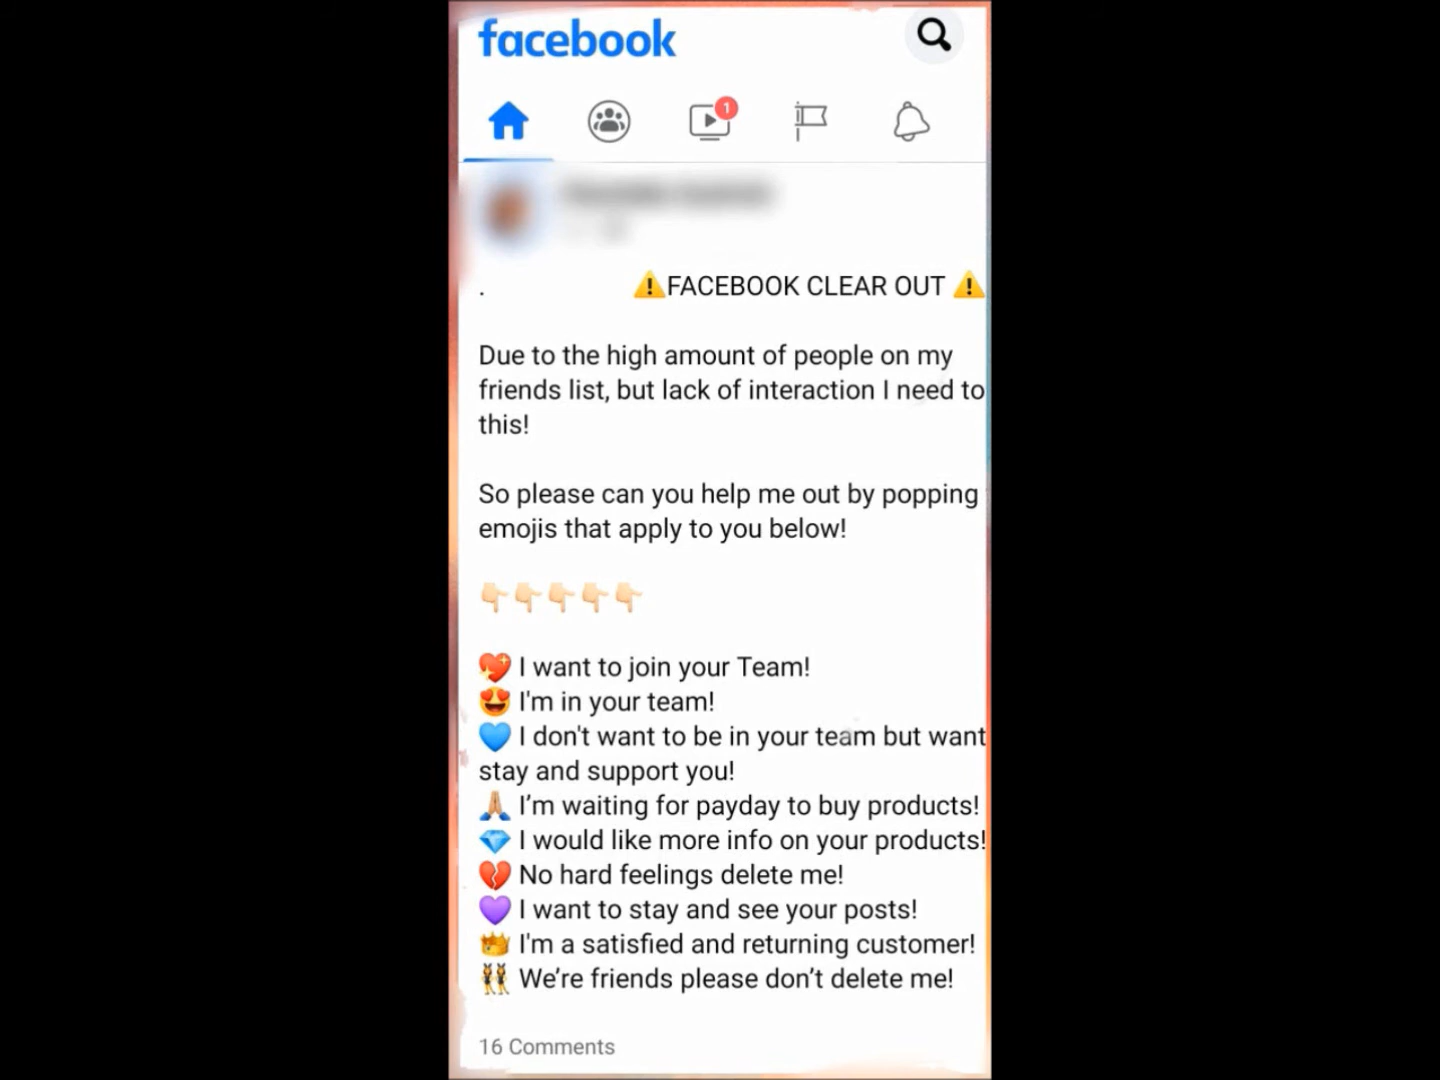 facebook
1
. ⚠️FACEBOOK CLEAR OUT ⚠️
Due to the high amount of people on my
friends list, but lack of interaction I need to
this!
So please can you help me out by popping
emojis that apply to you below!
👇🏻👇🏻👇🏻👇🏻👇🏻
💖 I want to join your Team!
😍 I'm in your team!
💙 I don't want to be in your team but want
stay and support you!
🙏🏼 I’m waiting for payday to buy products!
💎 I would like more info on your products!
💔 No hard feelings delete me!
💜 I want to stay and see your posts!
👑 I'm a satisfied and returning customer!
👯 We’re friends please don’t delete me!
16 Comments